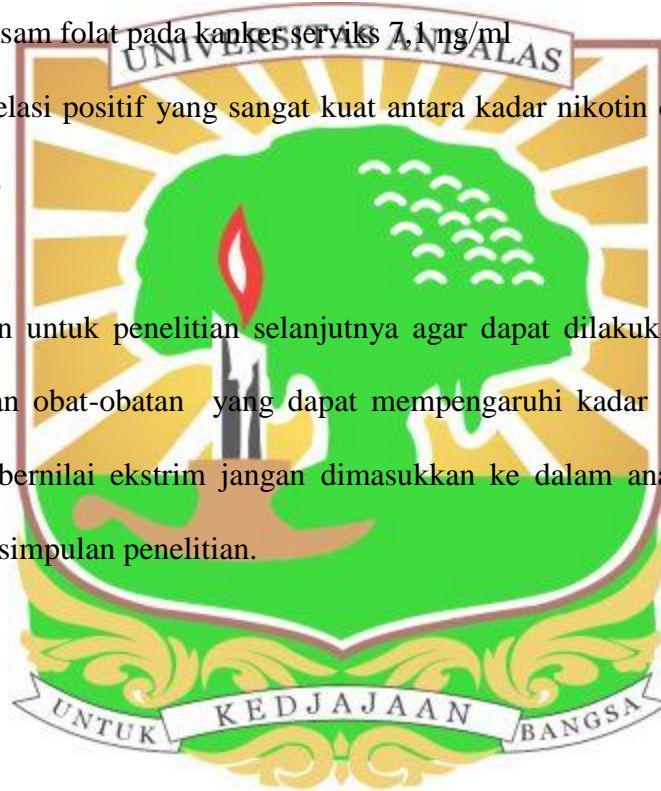 sam folat pada kanker serviks 7,1 ng/ml
UNIVERSITAS ANDALAS
elasi positif yang sangat kuat antara kadar nikotin
n untuk penelitian selanjutnya agar dapat dilakuk
an obat-obatan yang dapat mempengaruhi kadar
bernilai ekstrim jangan dimasukkan ke dalam ana
simpulan penelitian.
UNTUK KEDJAJAAN BANGSA